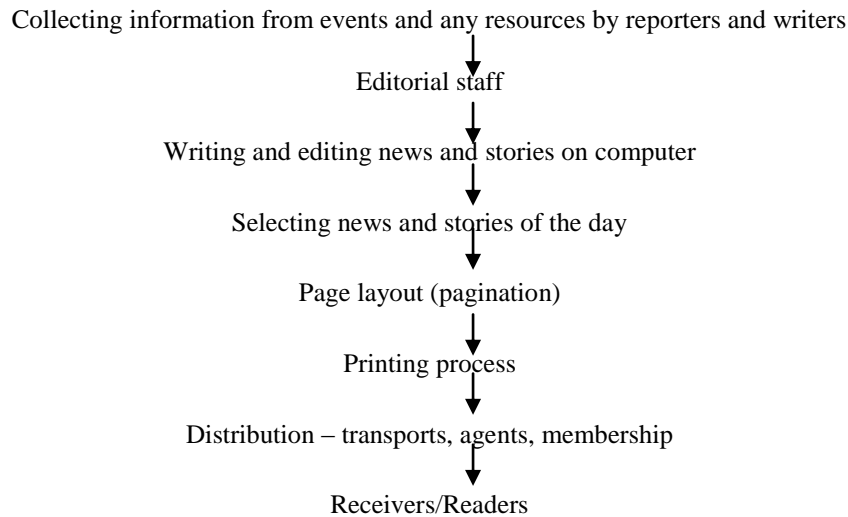 Collecting information from events and any resources by reporters and writers
Editorial staff
Writing and editing news and stories on computer
Selecting news and stories of the day
Page layout (pagination)
Printing process
Distribution – transports, agents, membership
Receivers/Readers